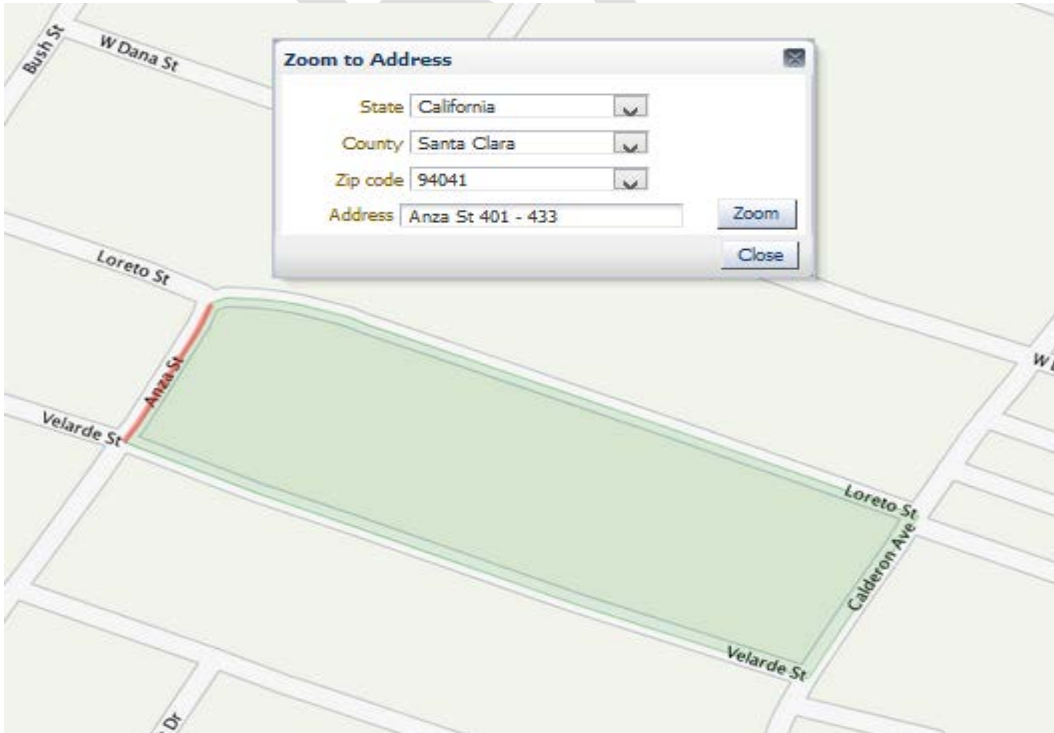 Bush St
W Dana St
Zoom to Address
State California
County Santa Clara
Zip code 94041
Address Anza St 401 - 433
Zoom
Close
Loreto St
Anza St
Velarde St
Loreto St
Calderon Ave
Velarde St
Dr